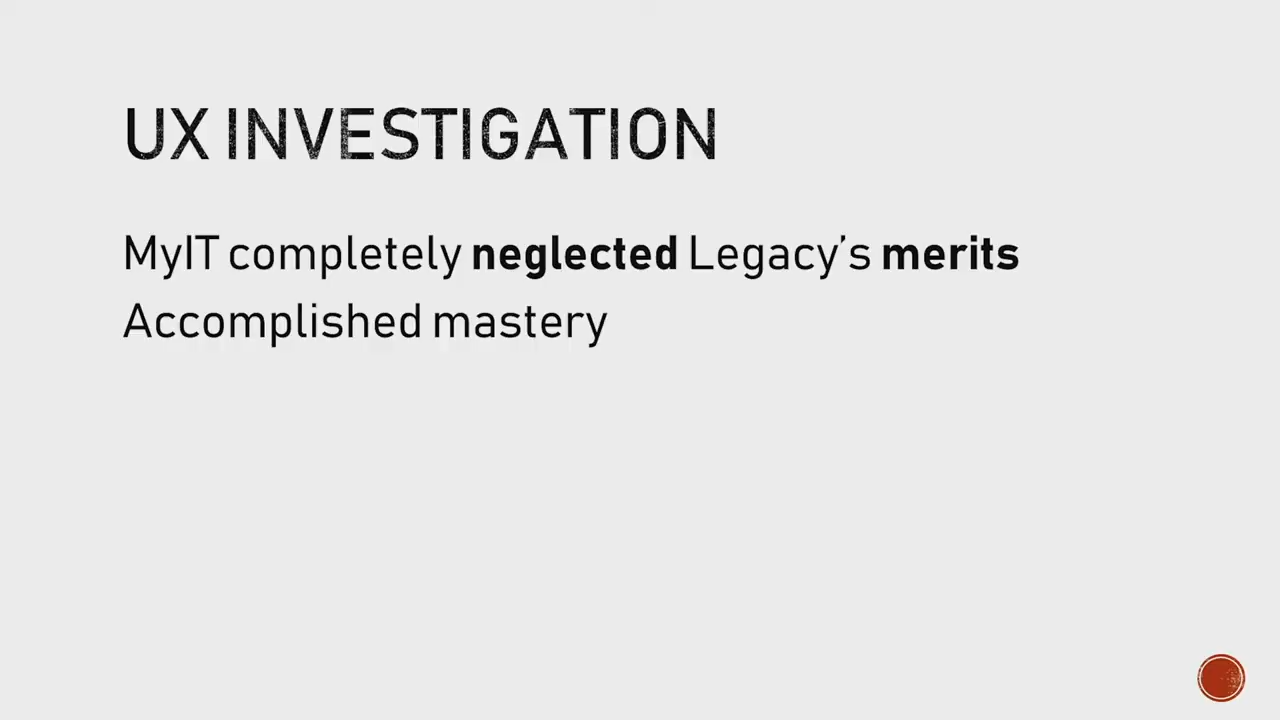 UX INVESTIGATION
MyIT completely neglected Legacy’s merits
Accomplished mastery